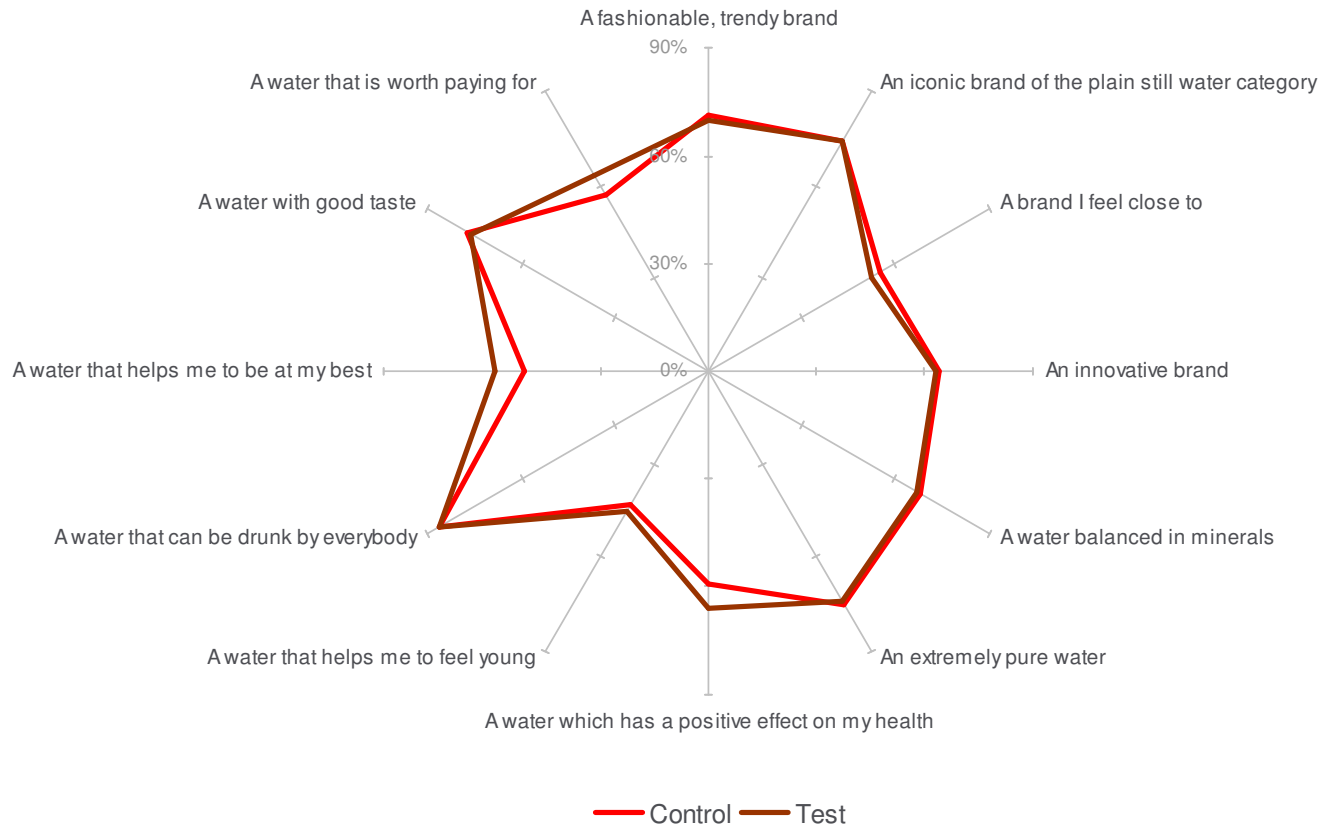 A fashionable, trendy brand
90%
A water that is worth paying for
An iconic brand of the plain still water category
60%
A water with good taste
A brand I feel close to
30%
A water that helps me to be at my best
0%
An innovative brand
A water that can be drunk by everybody
A water balanced in minerals
A water that helps me to feel young
An extremely pure water
A water which has a positive effect on my health
Control
Test